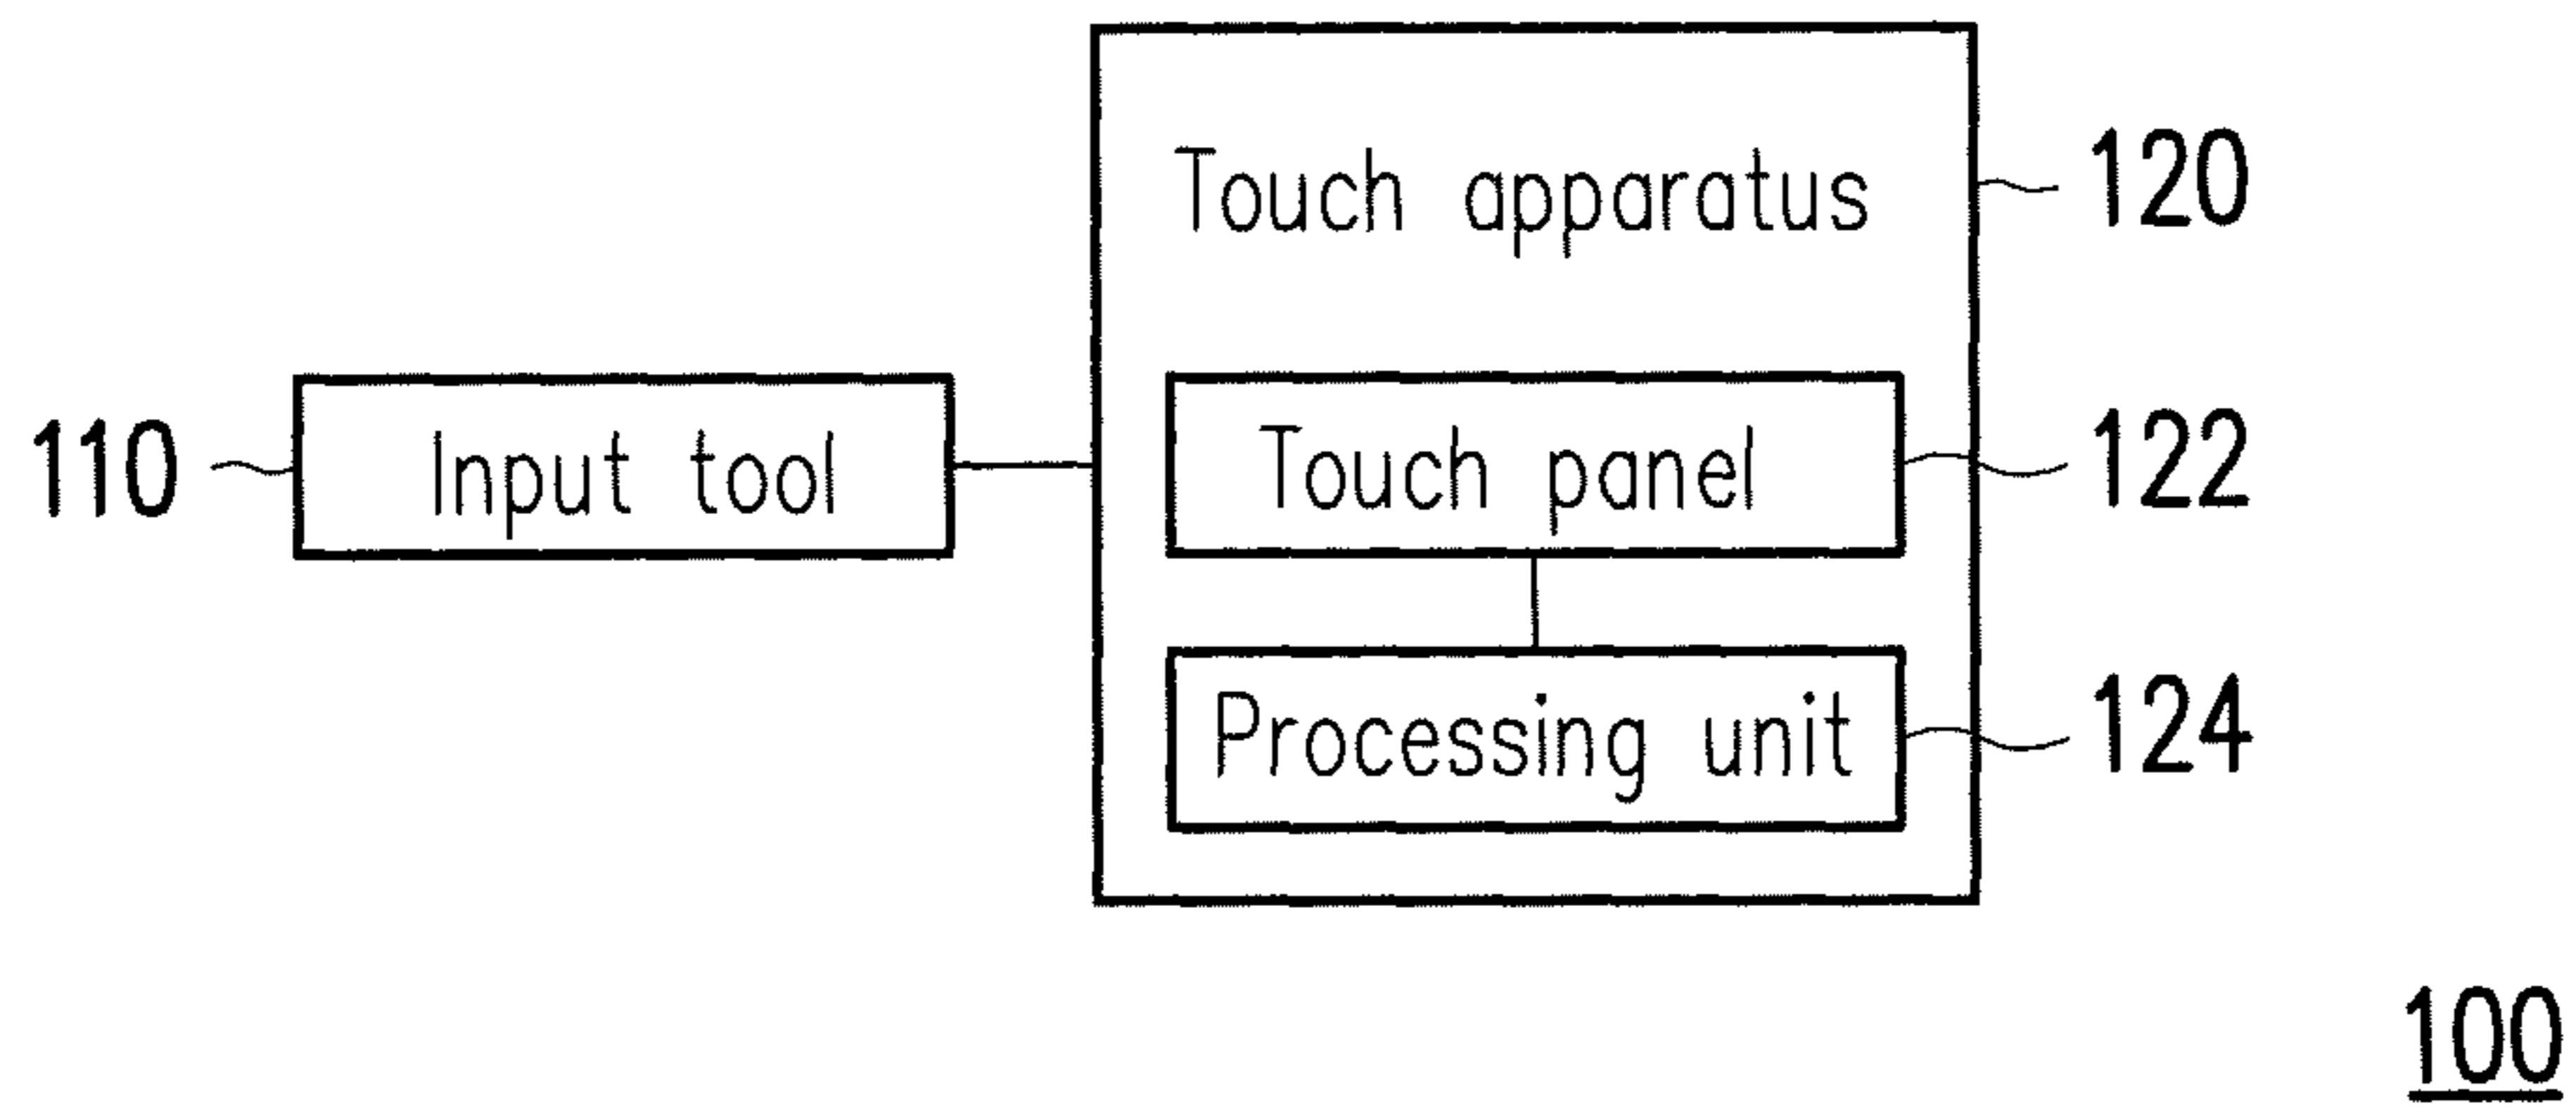 Touch apparatus 120
110 Input tool
Touch panel 122
Processing unit 124
100